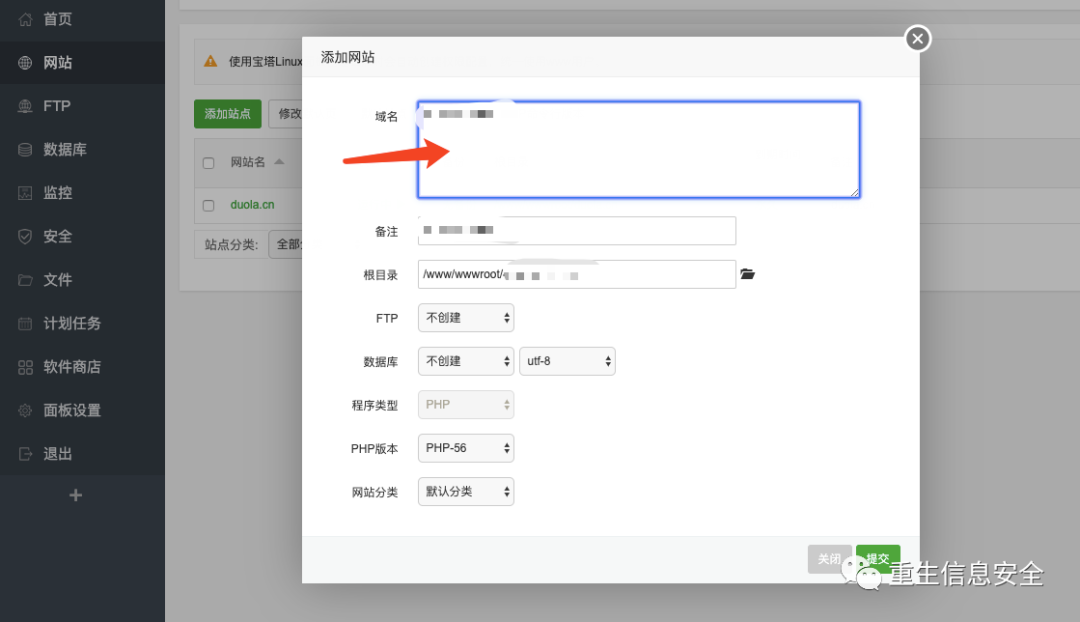 首页
网站
FTP
数据库
监控
安全
文件
计划任务
软件商店
面板设置
退出
使用宝塔Linux
添加站点
修改
网站名
duola.cn
站点分类:
全部
添加网站
域名
备注
根目录
/www/wwwroot/
FTP
不创建
数据库
不创建
utf-8
程序类型
PHP
PHP版本
PHP-56
网站分类
默认分类
关闭
提交
重生信息安全